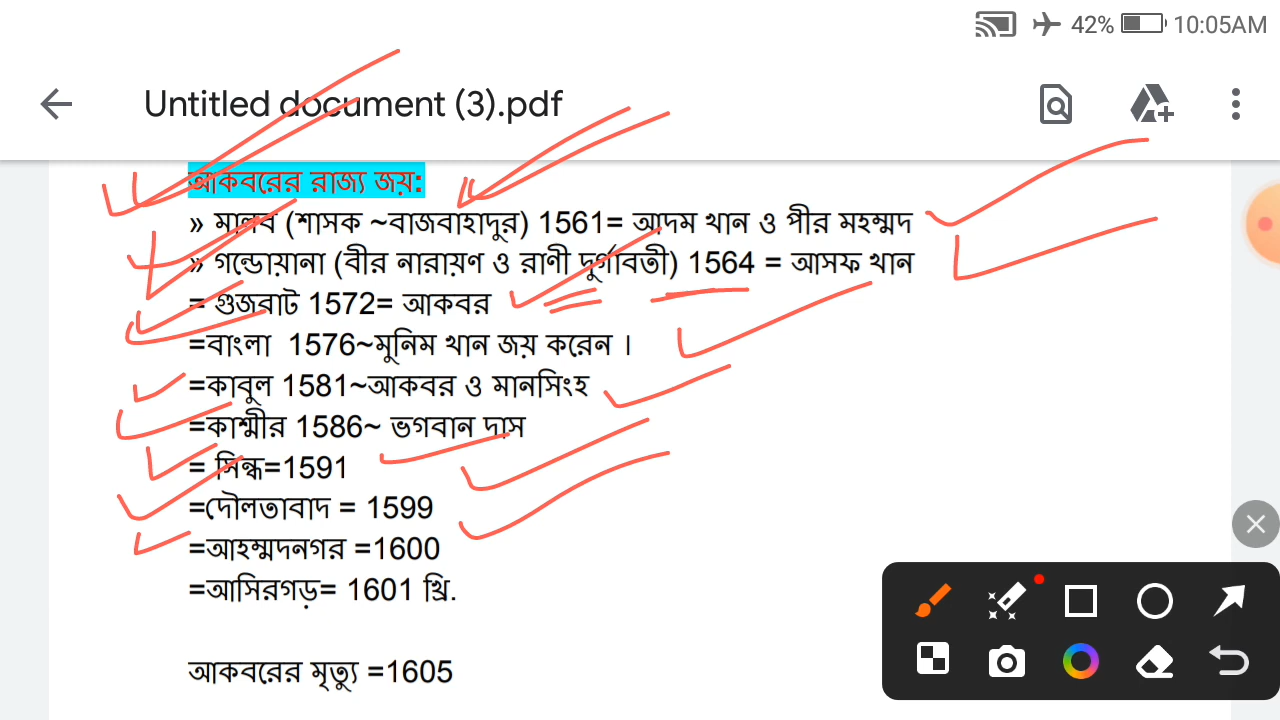 42% 10:05AM
Untitled document (3).pdf
আকবরের রাজ্য জয়:
» মালব (শাসক ~বাজবাহাদুর) 1561= আদম খান ও পীর মহম্মদ
» গন্ডোয়ানা (বীর নারায়ণ ও রাণী দুর্গাবতী) 1564 = আসফ খান
= গুজরাট 1572= আকবর
=বাংলা 1576~মুনিম খান জয় করেন ।
=কাবুল 1581~আকবর ও মানসিংহ
=কাশ্মীর 1586~ ভগবান দাস
= সিন্ধ=1591
=দৌলতাবাদ = 1599
=আহম্মদনগর =1600
=আসিরগড়= 1601 খ্রি.
আকবরের মৃত্যু =1605